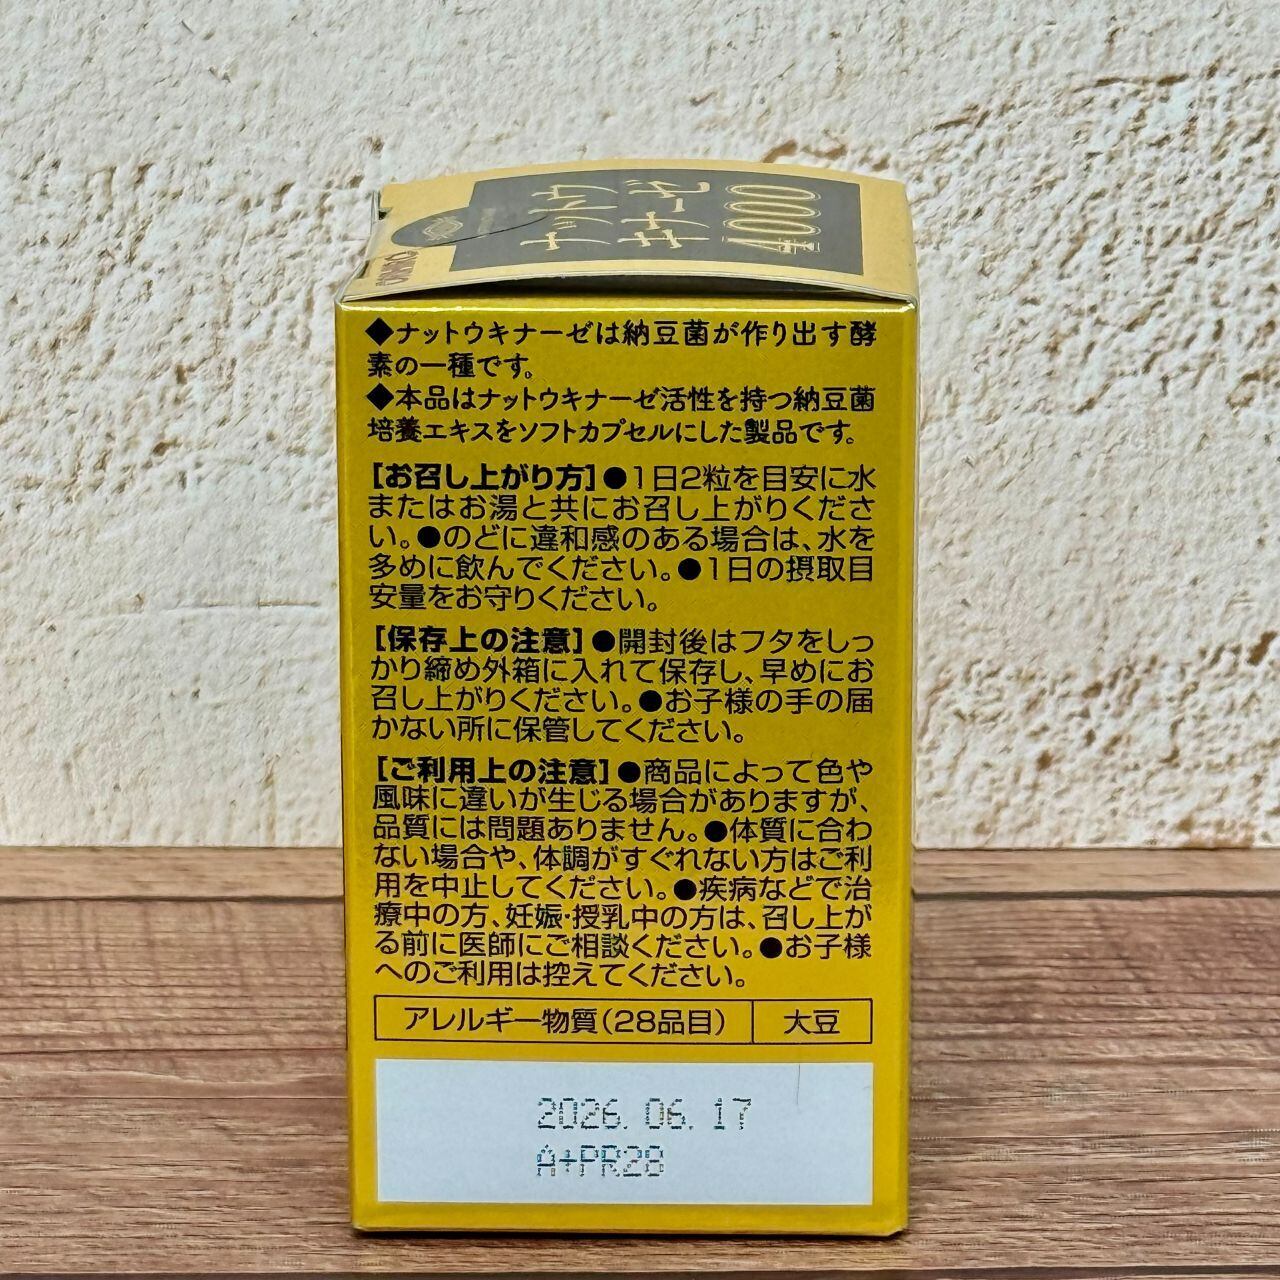 ナットウ
キナーゼ
4000
◆ナットウキナーゼは納豆菌が作り出す酵
素の一種です。
◆本品はナットウキナーゼ活性を持つ納豆菌
培養エキスをソフトカプセルにした製品です。
【お召し上がり方】●1日2粒を目安に水
またはお湯と共にお召し上がりくださ
い。●のどに違和感のある場合は、水を
多めに飲んでください。●1日の摂取目
安量をお守りください。
【保存上の注意】●開封後はフタをしっ
かり締め外箱に入れて保存し、早めにお
召し上がりください。●お子様の手の届
かない所に保管してください。
【ご利用上の注意】●商品によって色や
風味に違いが生じる場合がありますが、
品質には問題ありません。●体質に合わ
ない場合や、体調がすぐれない方はご利
用を中止してください。●疾病などで治
療中の方、妊娠・授乳中の方は、召し上が
る前に医師にご相談ください。●お子様
へのご利用は控えてください。
アレルギー物質(28品目) 大豆
2026.06.17
A+PR28